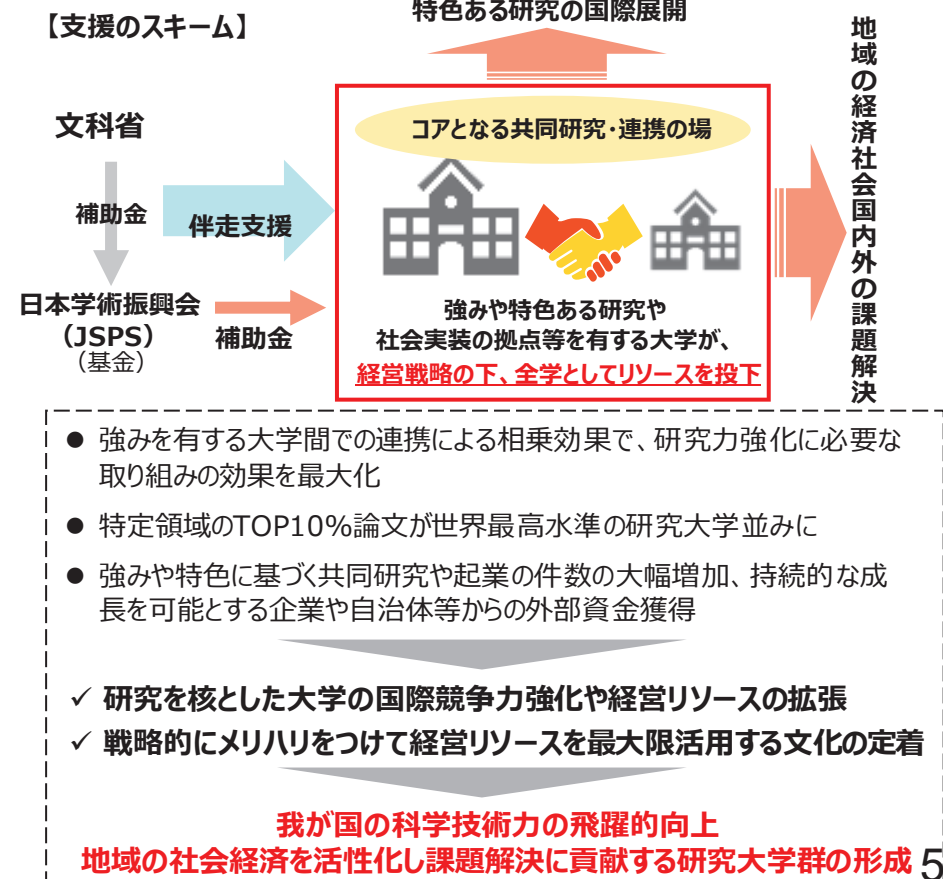 特色ある研究の国際展開
【支援のスキーム】
文科省
補助金
伴走支援
日本学術振興会
（JSPS）
（基金）
補助金
コアとなる共同研究・連携の場
強みや特色ある研究や
社会実装の拠点等を有する大学が、
経営戦略の下、全学としてリソースを投下
地域の経済社会国内外の課題解決
● 強みを有する大学間での連携による相乗効果で、研究力強化に必要な
取り組みの効果を最大化
● 特定領域のTOP10%論文が世界最高水準の研究大学並みに
● 強みや特色に基づく共同研究や起業の件数の大幅増加、持続的な成
長を可能とする企業や自治体等からの外部資金獲得
✓ 研究を核とした大学の国際競争力強化や経営リソースの拡張
✓ 戦略的にメリハリをつけて経営リソースを最大限活用する文化の定着
我が国の科学技術力の飛躍的向上
地域の社会経済を活性化し課題解決に貢献する研究大学群の形成
5